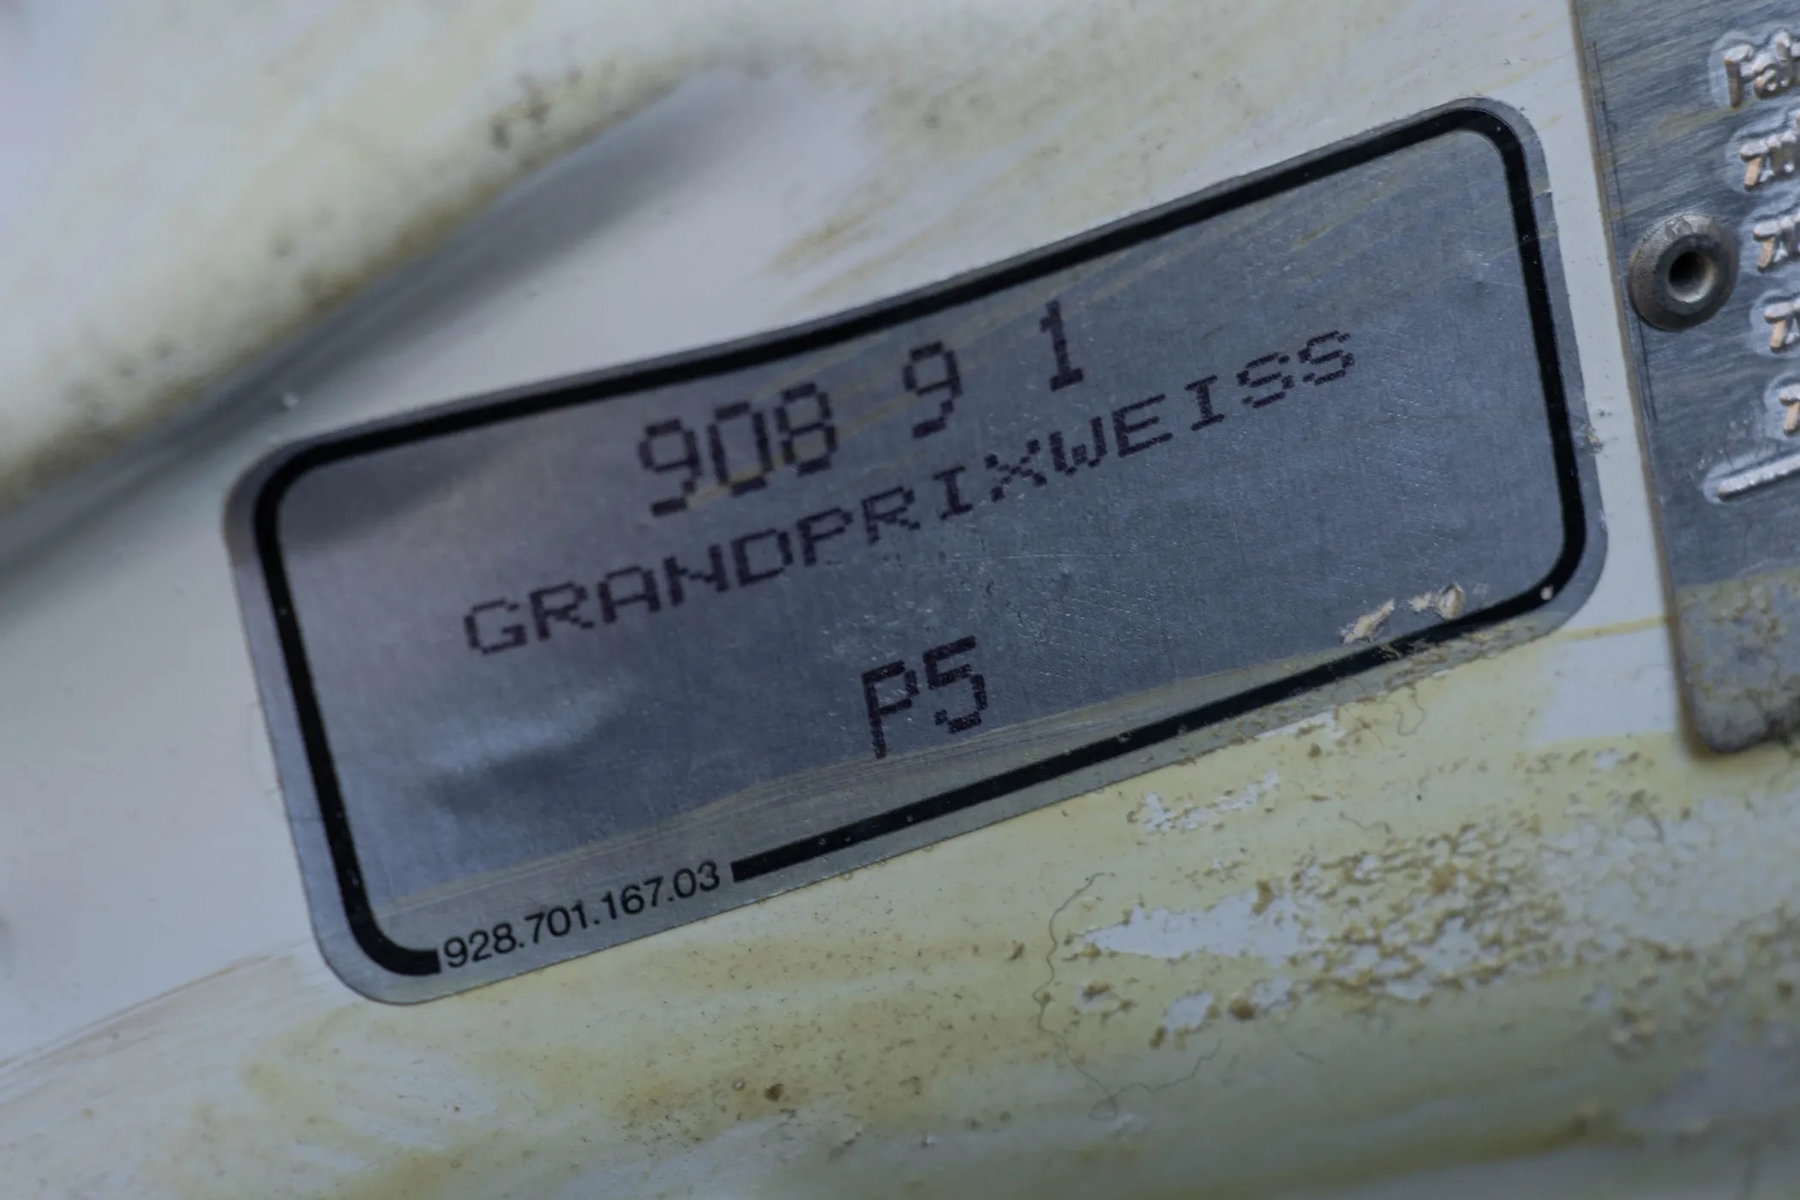 908 9 1
GRANDPRIXWEISS
P5
928.701.167.03